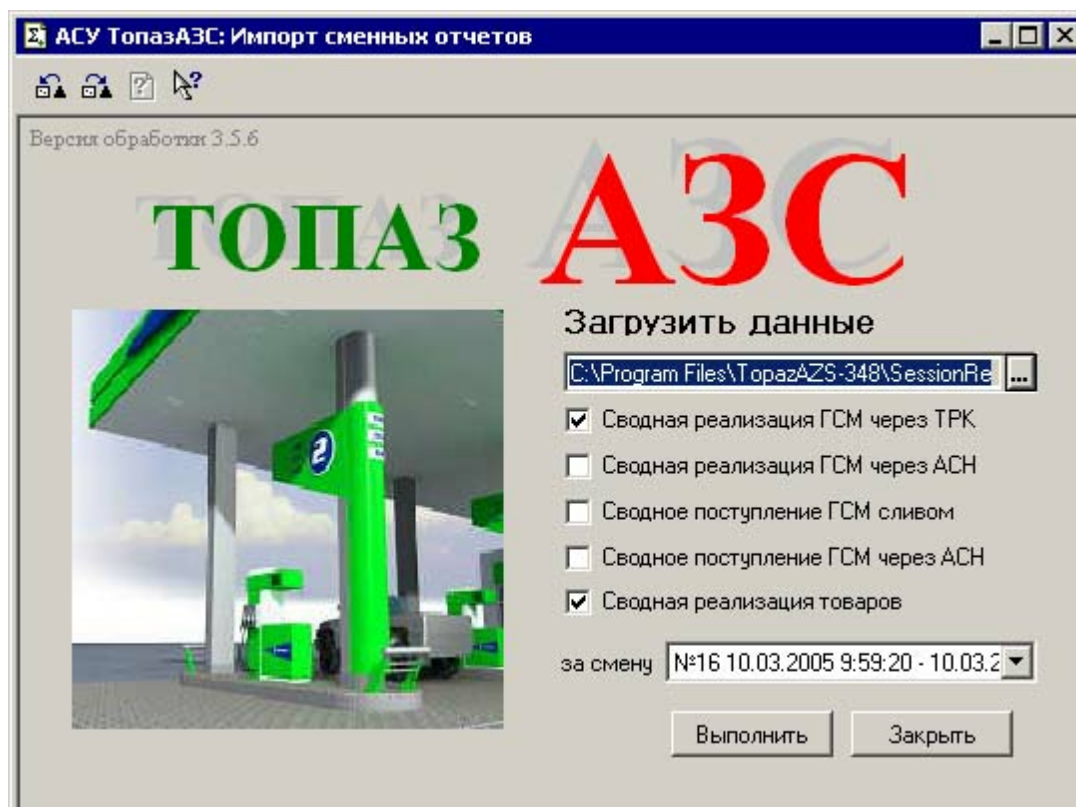 АСУ ТопазАЗС: Импорт сменных отчетов
Версия обработки 3.5.6
ТОПАЗ АЗС
Загрузить данные
C:\Program Files\TopazAZS-348\SessionRe ...
Сводная реализация ГСМ через ТРК
Сводная реализация ГСМ через АСН
Сводное поступление ГСМ сливом
Сводное поступление ГСМ через АСН
Сводная реализация товаров
за смену №16 10.03.2005 9:59:20 - 10.03.2
Выполнить Закрыть
2